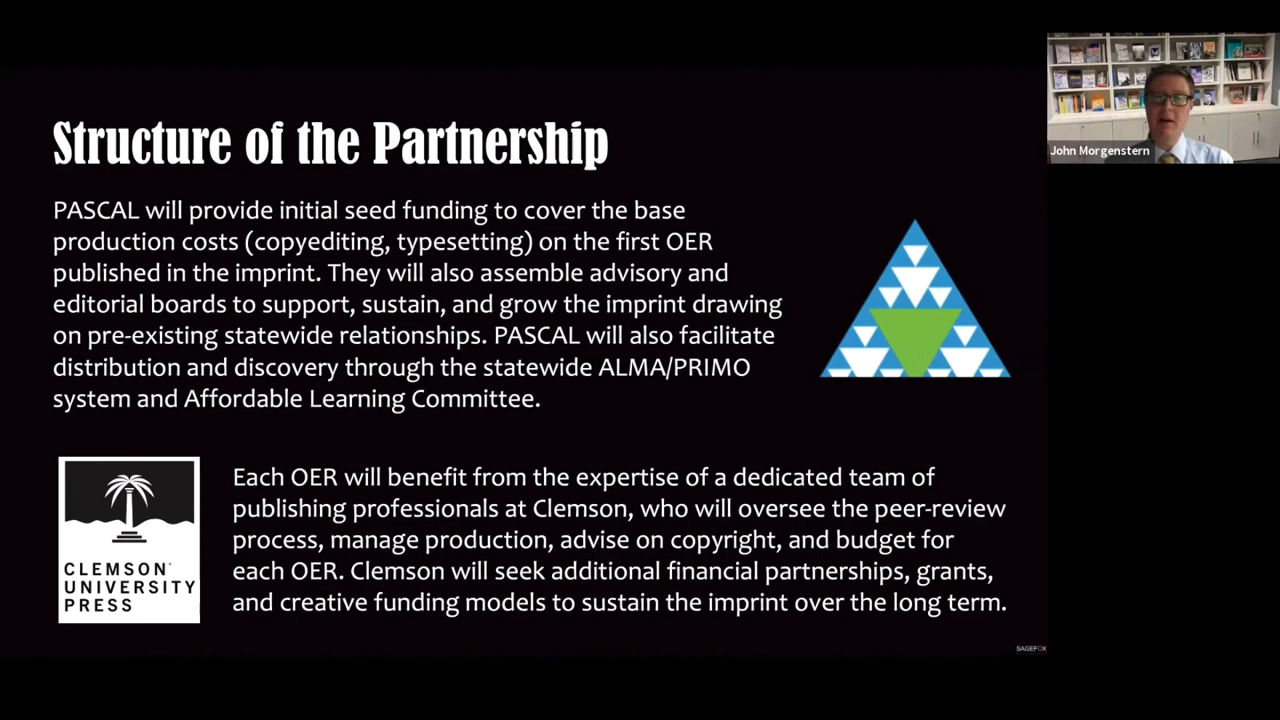 Structure of the Partnership
PASCAL will provide initial seed funding to cover the base
production costs (copyediting, typesetting) on the first OER
published in the imprint. They will also assemble advisory and
editorial boards to support, sustain, and grow the imprint drawing
on pre-existing statewide relationships. PASCAL will also facilitate
distribution and discovery through the statewide ALMA/PRIMO
system and Affordable Learning Committee.
Each OER will benefit from the expertise of a dedicated team of
publishing professionals at Clemson, who will oversee the peer-review
process, manage production, advise on copyright, and budget for
each OER. Clemson will seek additional financial partnerships, grants,
and creative funding models to sustain the imprint over the long term.
CLEMSON
UNIVERSITY
PRESS
John Morgenstern
SAGEFOX